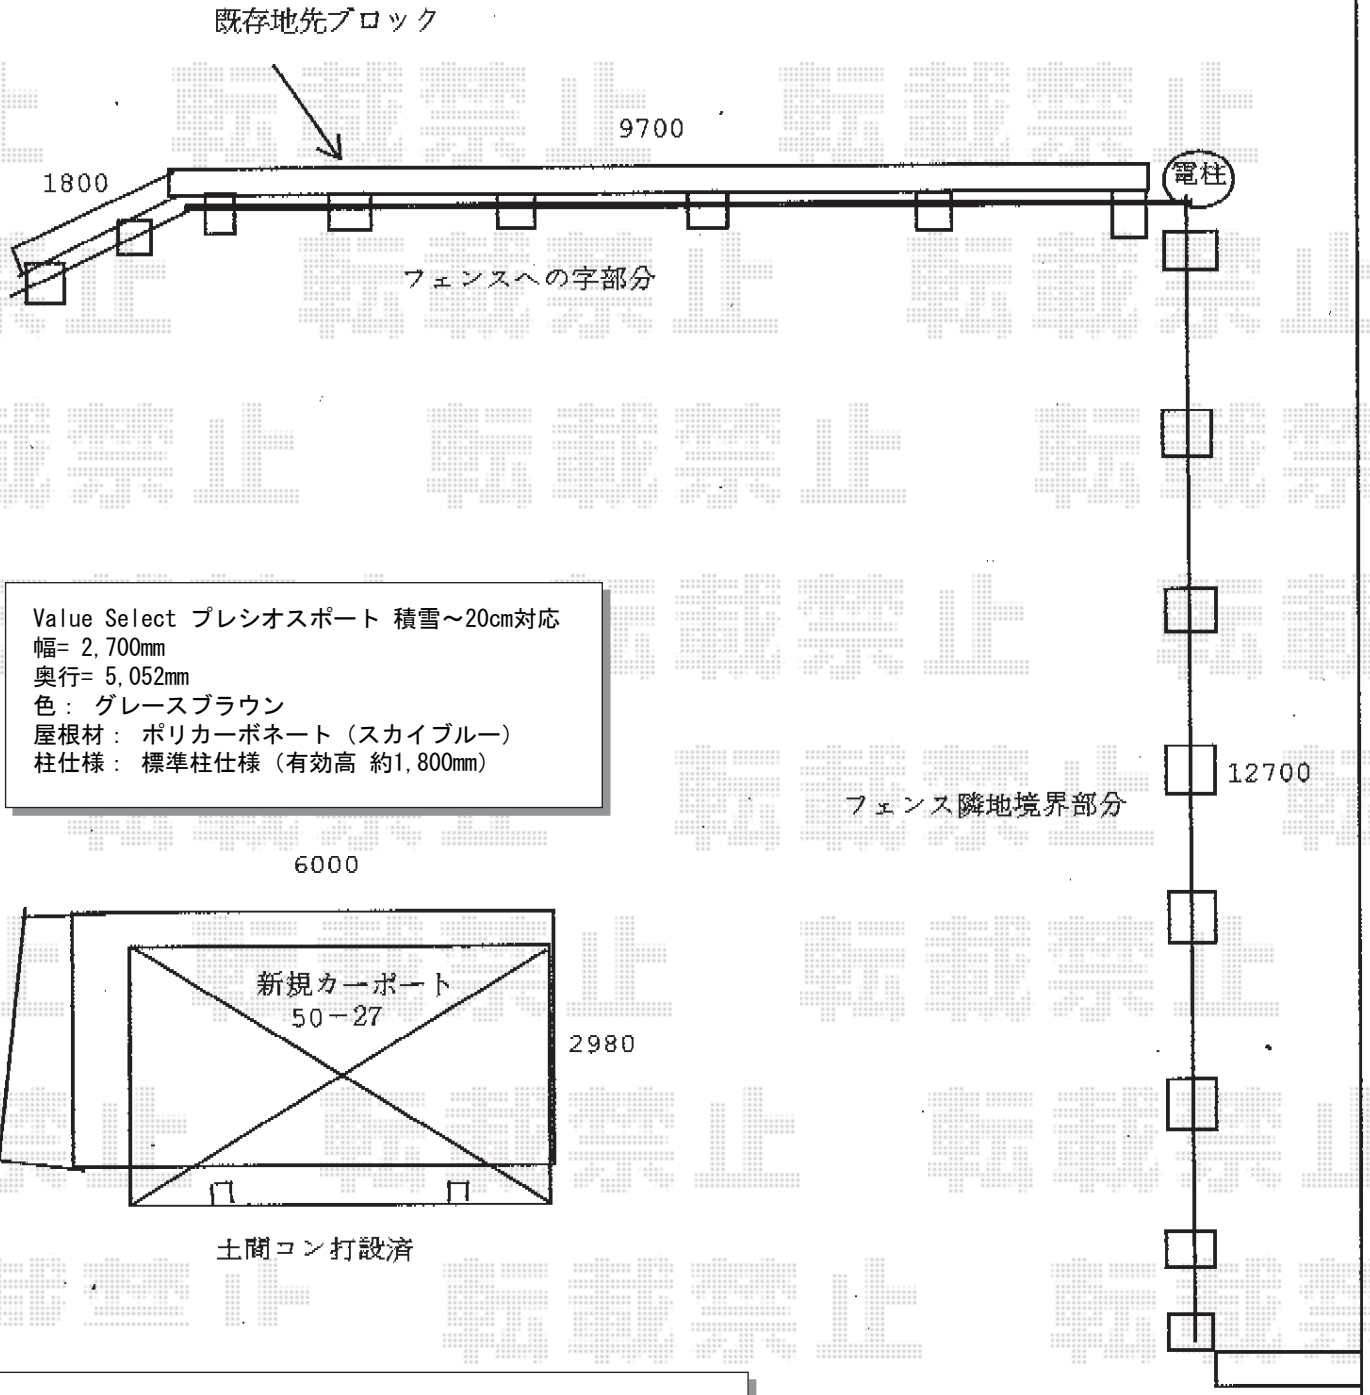 既存地先ブロック
9700
1800
電柱
フェンスへの字部分
Value Select プレシオスポート 積雪～20cm対応
幅= 2,700mm
奥行= 5,052mm
色： グレースブラウン
屋根材： ポリカーボネート（スカイブルー）
柱仕様： 標準柱仕様（有効高 約1,800mm）
12700
フェンス隣地境界部分
6000
新規カーポート
50－27
2980
土間コン打設済
転載禁止